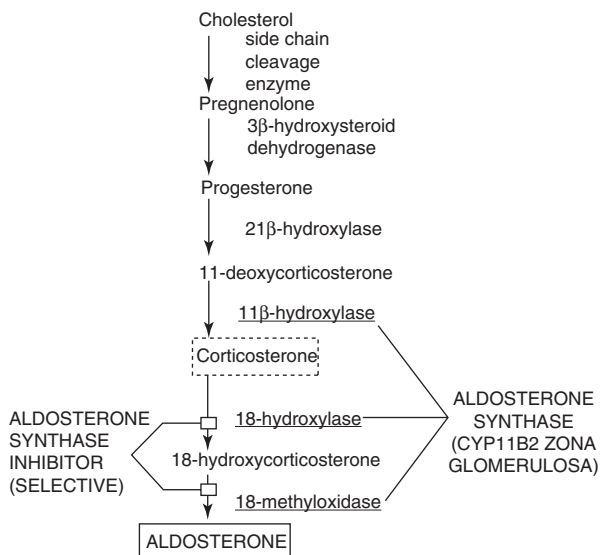 Cholesterol
side chain
cleavage
enzyme
Pregnenolone
3β-hydroxysteroid
dehydrogenase
Progesterone
21β-hydroxylase
11-deoxycorticosterone
11β-hydroxylase
Corticosterone
ALDOSTERONE
SYNTHASE
INHIBITOR
(SELECTIVE)
18-hydroxylase
18-hydroxycorticosterone
18-methyloxidase
ALDOSTERONE
SYNTHASE
(CYP11B2 ZONA
GLOMERULOSA)
ALDOSTERONE